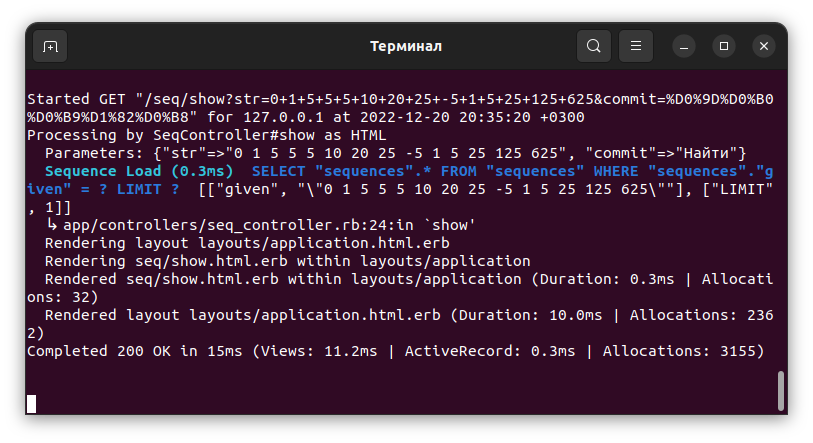 Терминал
Started GET "/seq/show?str=0+1+5+5+5+10+20+25+-5+1+5+25+125+625&commit=%D0%9D%D0%B0
%D0%B9%D1%82%D0%B8" for 127.0.0.1 at 2022-12-20 20:35:20 +0300
Processing by SeqController#show as HTML
  Parameters: {"str"=>"0 1 5 5 5 10 20 25 -5 1 5 25 125 625", "commit"=>"Найти"}
  Sequence Load (0.3ms)  SELECT "sequences".* FROM "sequences" WHERE "sequences"."g
iven" = ? LIMIT ?  [["given", "\"0 1 5 5 5 10 20 25 -5 1 5 25 125 625\""], ["LIMIT"
, 1]]
  ↳ app/controllers/seq_controller.rb:24:in `show'
  Rendering layout layouts/application.html.erb
  Rendering seq/show.html.erb within layouts/application
  Rendered seq/show.html.erb within layouts/application (Duration: 0.3ms | Allocati
ons: 32)
  Rendered layout layouts/application.html.erb (Duration: 10.0ms | Allocations: 236
2)
Completed 200 OK in 15ms (Views: 11.2ms | ActiveRecord: 0.3ms | Allocations: 3155)